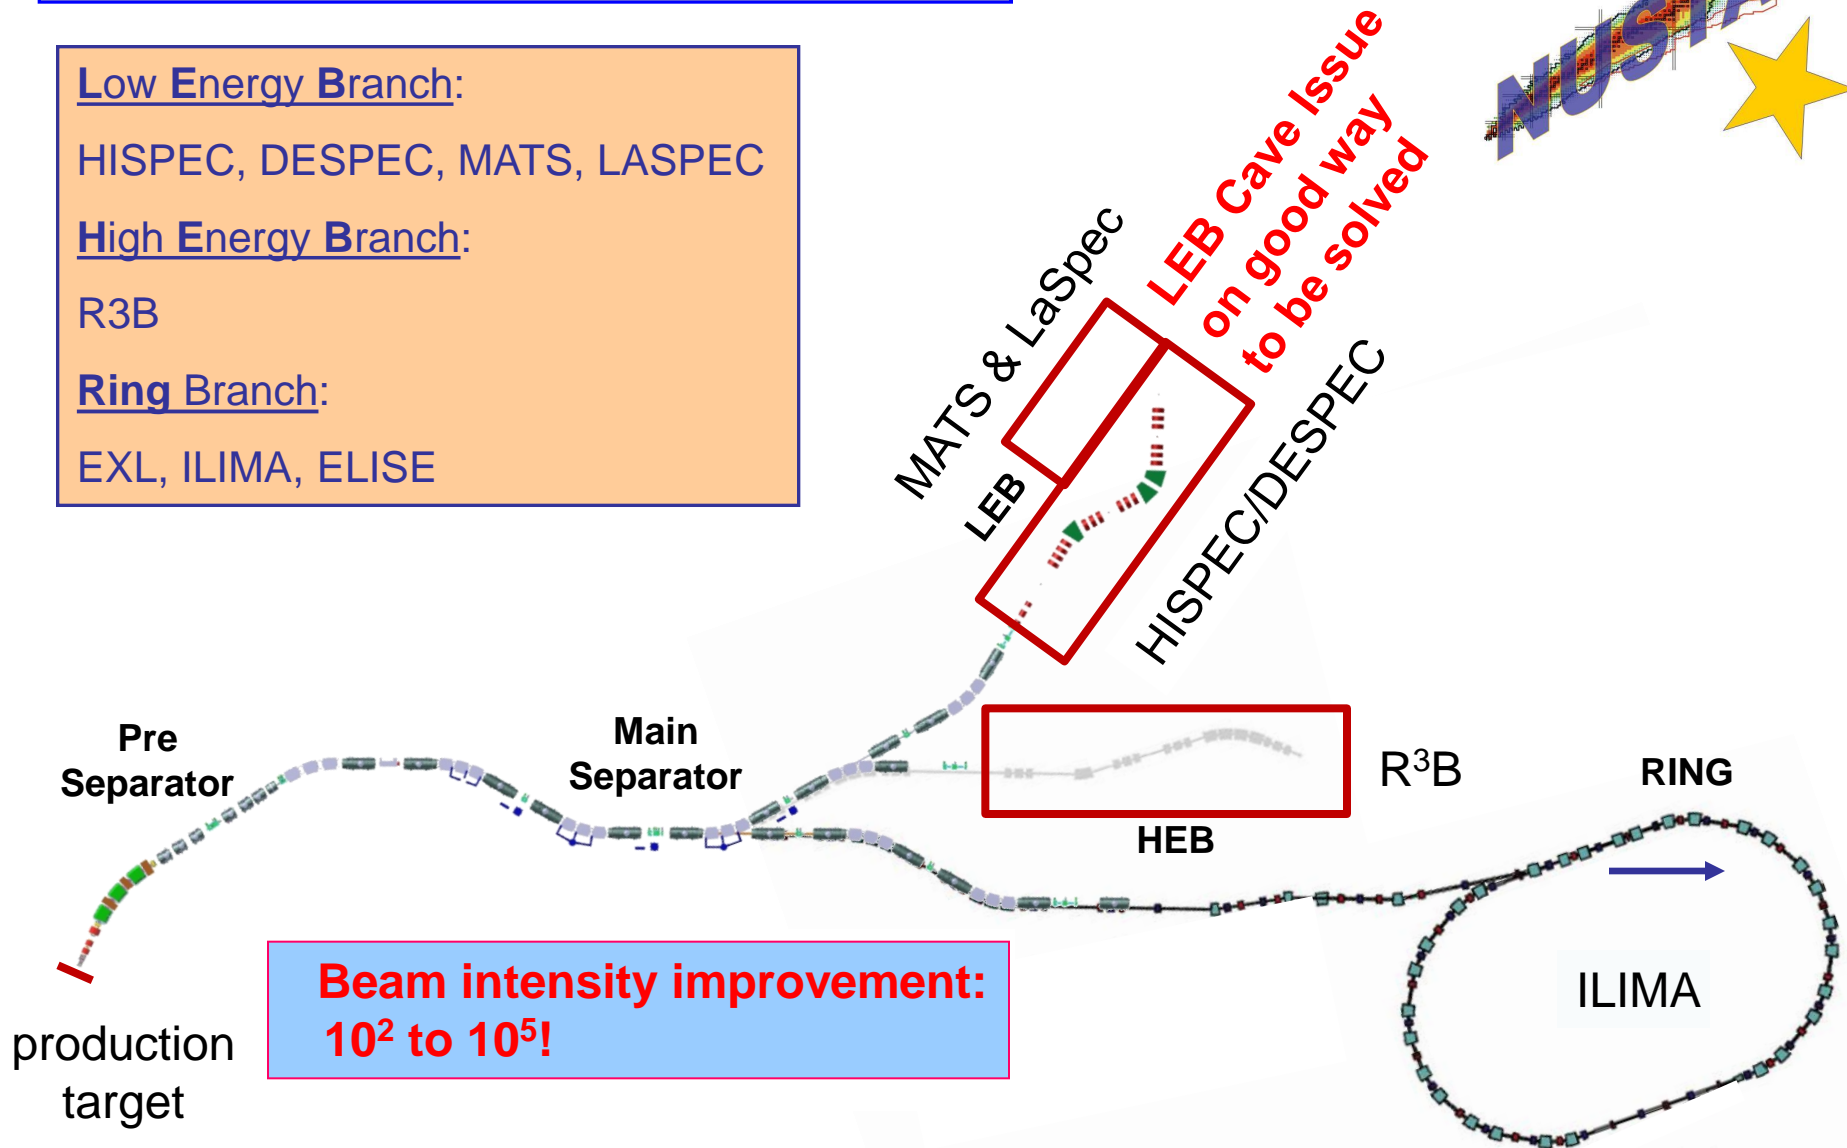 Low Energy Branch:
HISPEC, DESPEC, MATS, LASPEC
High Energy Branch:
R3B
Ring Branch:
EXL, ILIMA, ELISE
LEB Cave Issue
on good way
to be solved
MATS & LaSpec
LEB
HISPEC/DESPEC
Pre
Separator
Main
Separator
R³B
RING
HEB
ILIMA
Beam intensity improvement:
10² to 10⁵!
production
target